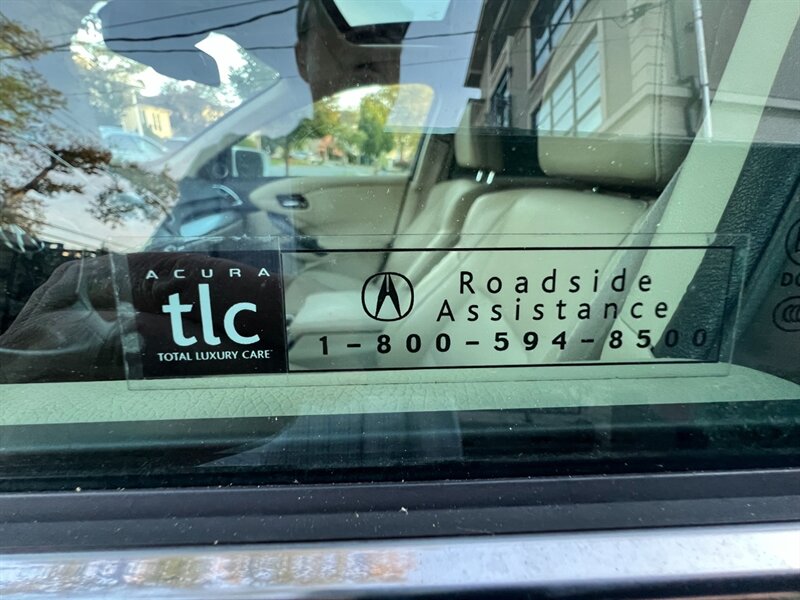 ACURA
tlc
TOTAL LUXURY CARE
Roadside
Assistance
1-800-594-8500